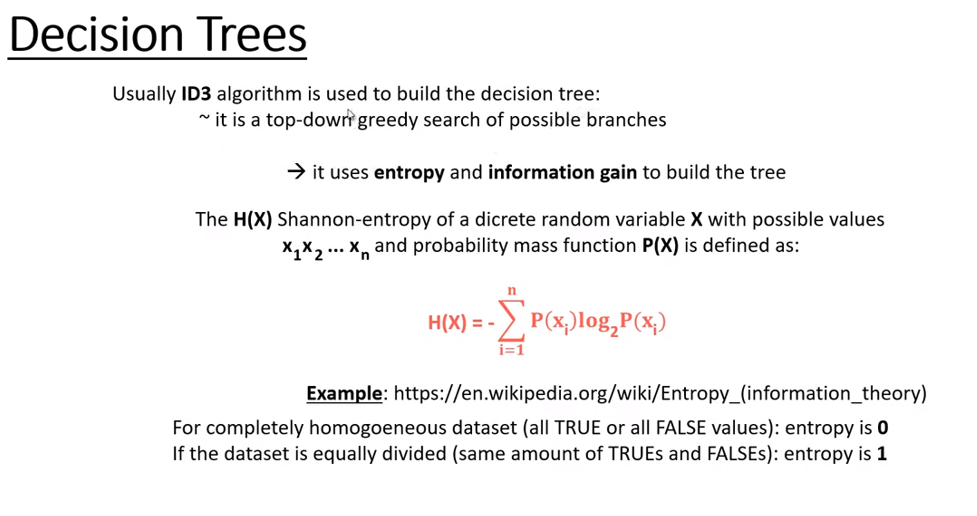 Decision Trees
Usually ID3 algorithm is used to build the decision tree:
~ it is a top-down greedy search of possible branches
→ it uses entropy and information gain to build the tree
The H(X) Shannon-entropy of a dicrete random variable X with possible values
x₁x₂ ... xₙ and probability mass function P(X) is defined as:
H(X) = - ∑ᵢ₌₁ⁿ P(xᵢ)log₂P(xᵢ)
Example: https://en.wikipedia.org/wiki/Entropy_(information_theory)
For completely homogoeneous dataset (all TRUE or all FALSE values): entropy is 0
If the dataset is equally divided (same amount of TRUEs and FALSEs): entropy is 1